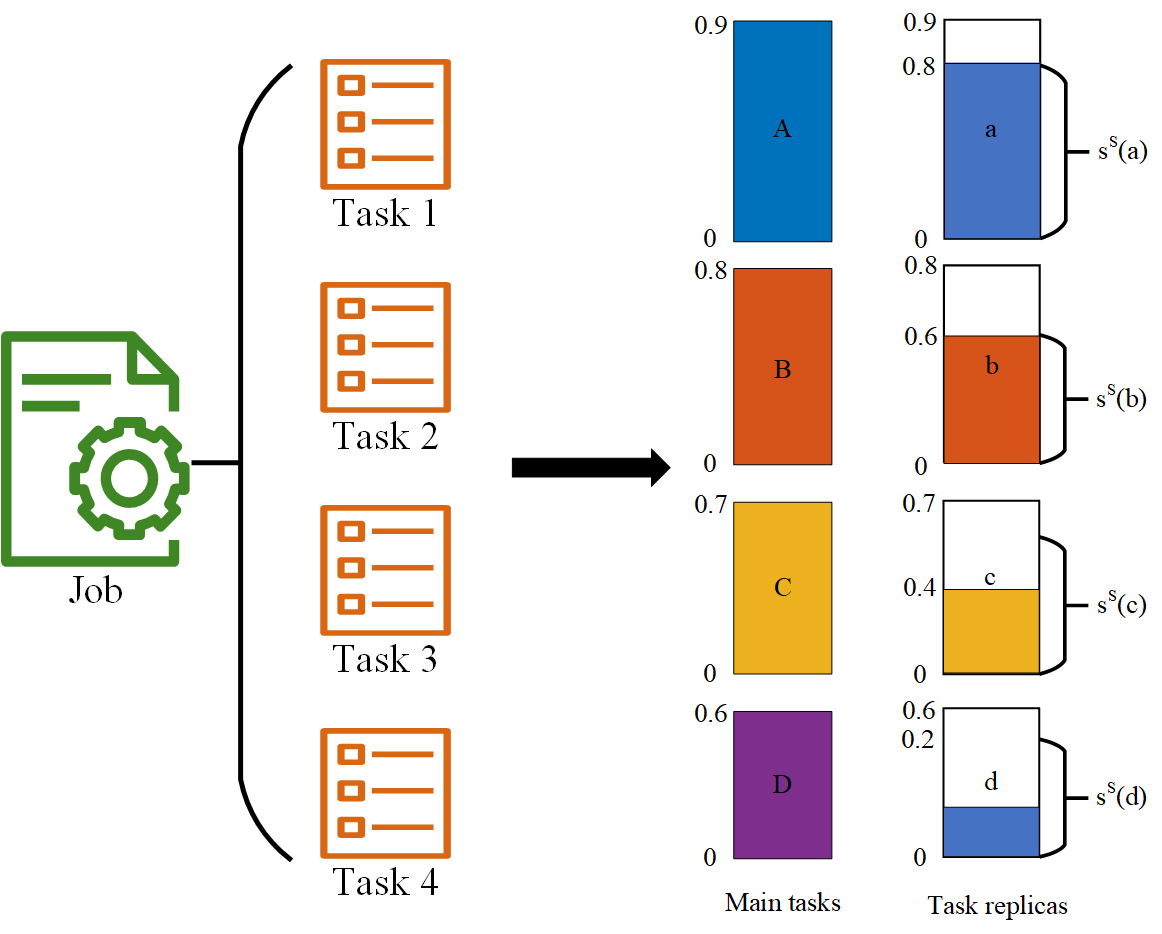 Job
Task 1
Task 2
Task 3
Task 4
0.9
A
0
0.8
B
0
0.7
C
0
0.6
D
0
Main tasks
0.9
0.8
a
0
s^s(a)
0.8
0.6
b
0
s^s(b)
0.7
0.4
c
0
s^s(c)
0.6
0.2
d
0
s^s(d)
Task replicas